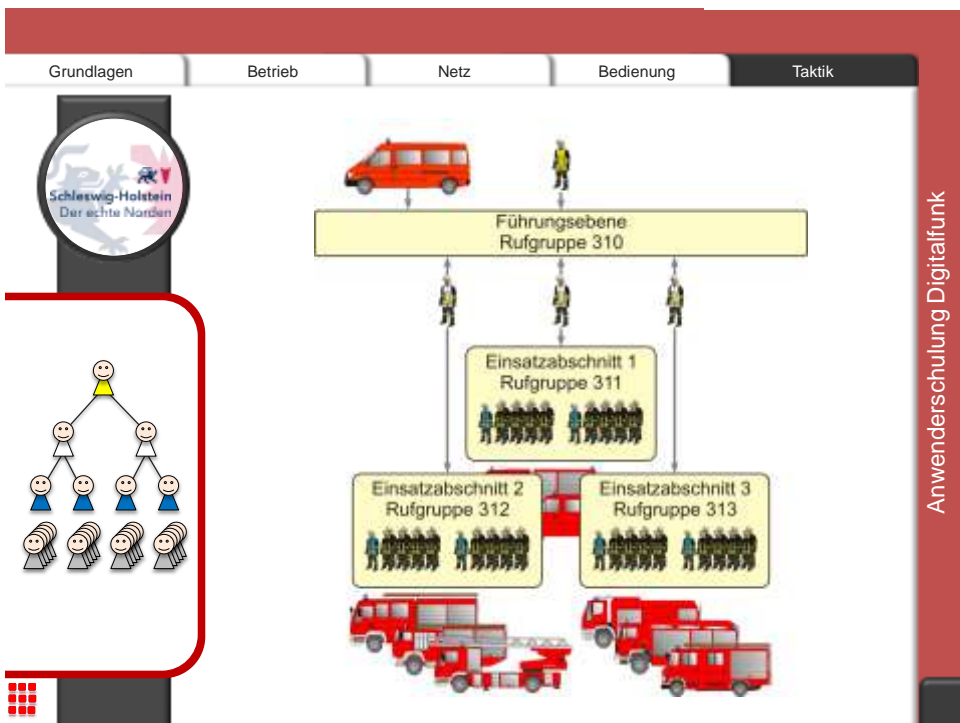 Grundlagen
Betrieb
Netz
Bedienung
Taktik
Schleswig-Holstein
Der echte Norden
Führungsebene
Rufgruppe 310
Einsatzabschnitt 1
Rufgruppe 311
Einsatzabschnitt 2
Rufgruppe 312
Einsatzabschnitt 3
Rufgruppe 313
Anwenderschulung Digitalfunk